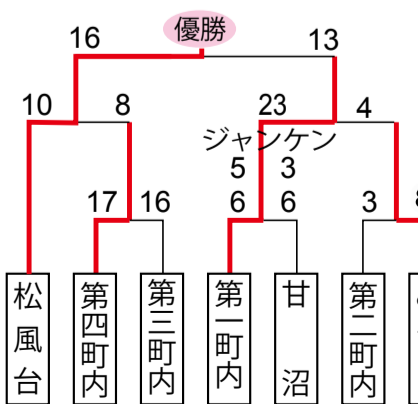 優勝
16 13
10 8 23 4
ジャンケン
5 3
17 16 6 6 3
松風台
第四町内
第三町内
第一町内
甘沼
第二町内